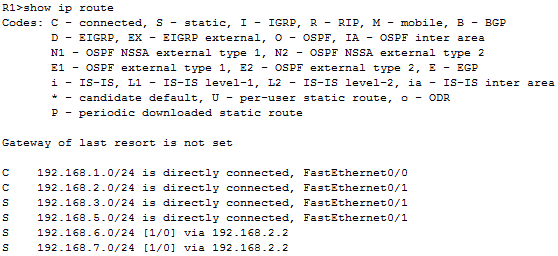 R1>show ip route
Codes: C - connected, S - static, I - IGRP, R - RIP, M - mobile, B - BGP
       D - EIGRP, EX - EIGRP external, O - OSPF, IA - OSPF inter area
       N1 - OSPF NSSA external type 1, N2 - OSPF NSSA external type 2
       E1 - OSPF external type 1, E2 - OSPF external type 2, E - EGP
       i - IS-IS, L1 - IS-IS level-1, L2 - IS-IS level-2, ia - IS-IS inter area
       * - candidate default, U - per-user static route, o - ODR
       P - periodic downloaded static route
Gateway of last resort is not set
C    192.168.1.0/24 is directly connected, FastEthernet0/0
C    192.168.2.0/24 is directly connected, FastEthernet0/1
S    192.168.3.0/24 is directly connected, FastEthernet0/1
S    192.168.5.0/24 is directly connected, FastEthernet0/1
S    192.168.6.0/24 [1/0] via 192.168.2.2
S    192.168.7.0/24 [1/0] via 192.168.2.2